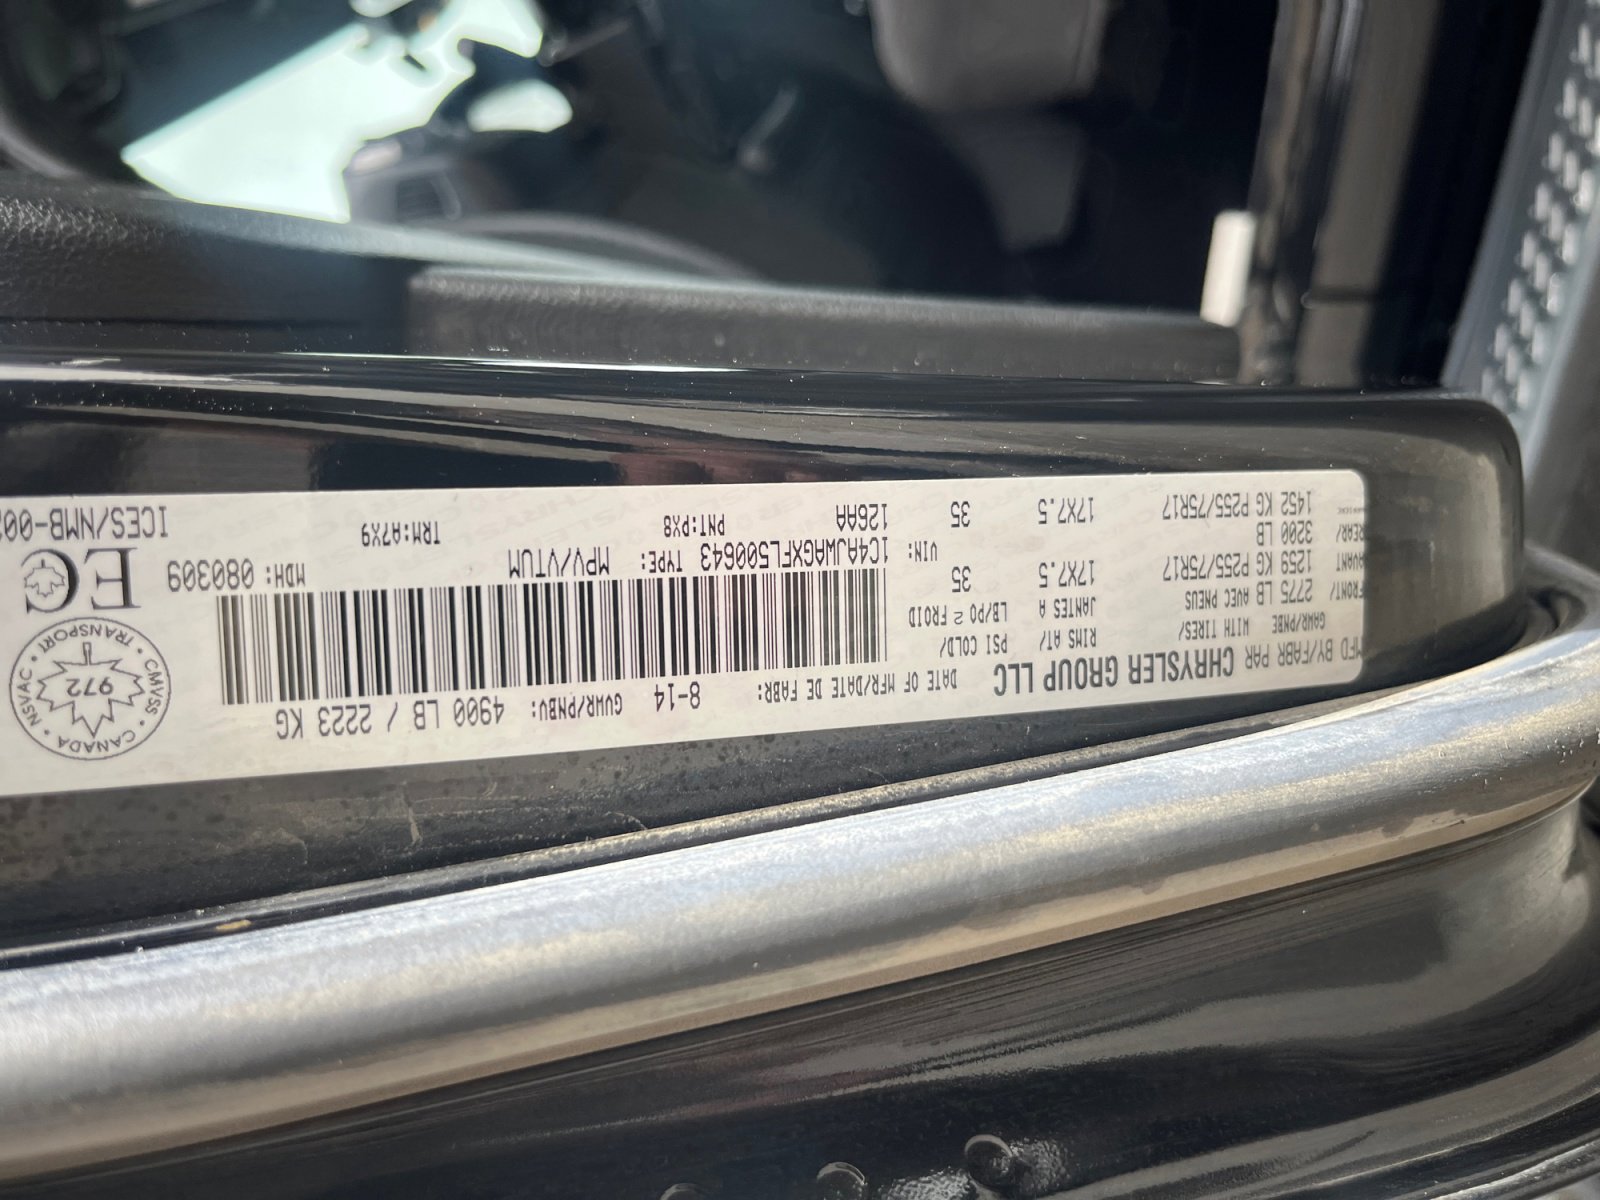 MFD BY/FABR PAR CHRYSLER GROUP LLC
DATE OF MFR/DATE DE FABR: 8-14
GVWR/PNBV: 4900 LB / 2223 KG
GAWR/PNBE WITH TIRES/ RIMS AT/ PSI COLD/
AVEC PNEUS JANTES A LB/PO² FROID
FRONT/ 2775 LB
AVANT 1259 KG P255/75R17 17X7.5 35
REAR/ 3200 LB
1452 KG P255/75R17 17X7.5 35
VIN: 1C4AJWAGXFL500643 TYPE: MPV/VTUM MDH: 080309
126AA PNT:PX8 TRM:A7X9
CANADA • CMVSS • TRANSPORT • NSVAC •
972
EC
ICES/NMB-00